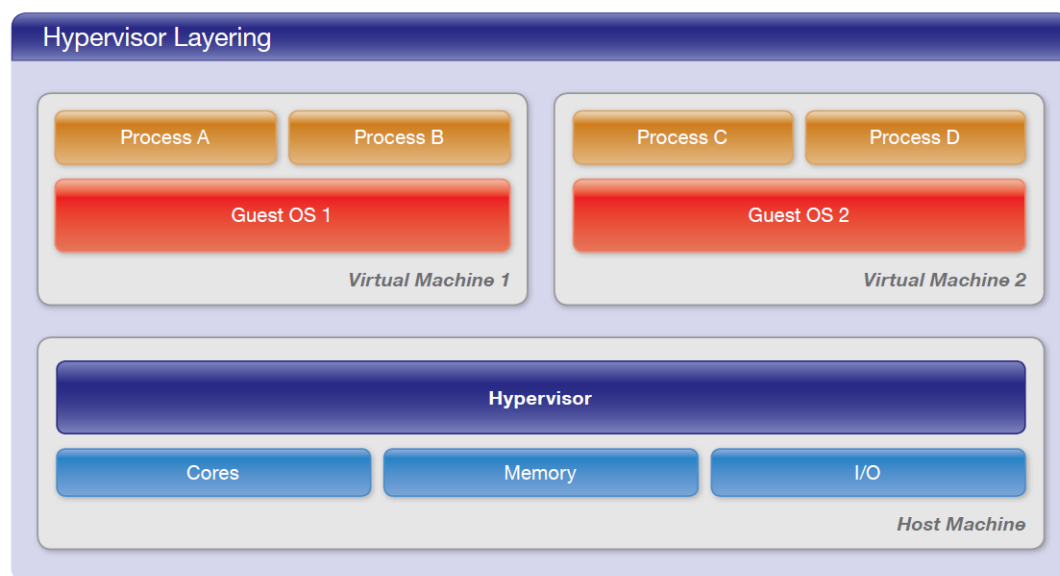 Hypervisor Layering
Process A
Process B
Guest OS 1
Virtual Machine 1
Process C
Process D
Guest OS 2
Virtual Machine 2
Hypervisor
Cores
Memory
I/O
Host Machine